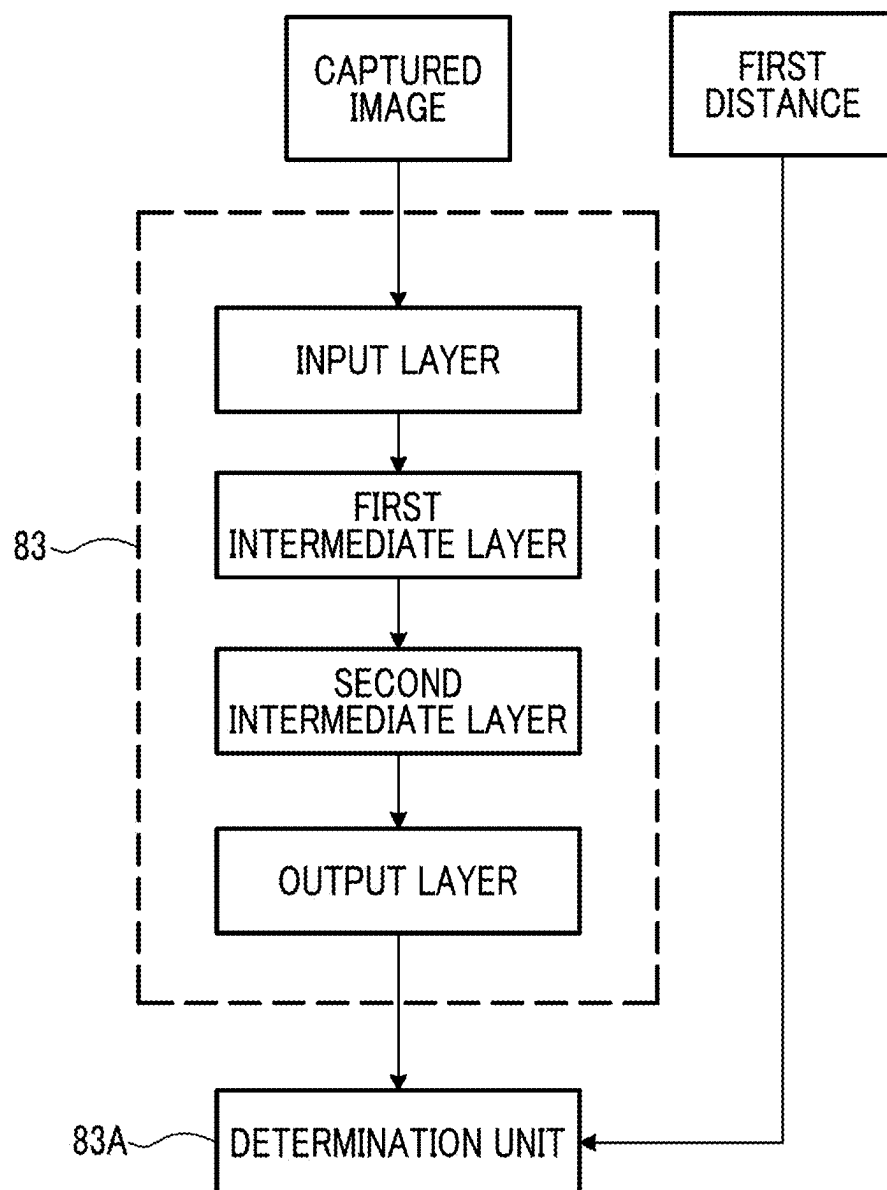 CAPTURED
IMAGE
FIRST
DISTANCE
INPUT LAYER
FIRST
INTERMEDIATE LAYER
83
SECOND
INTERMEDIATE LAYER
OUTPUT LAYER
83A
DETERMINATION UNIT